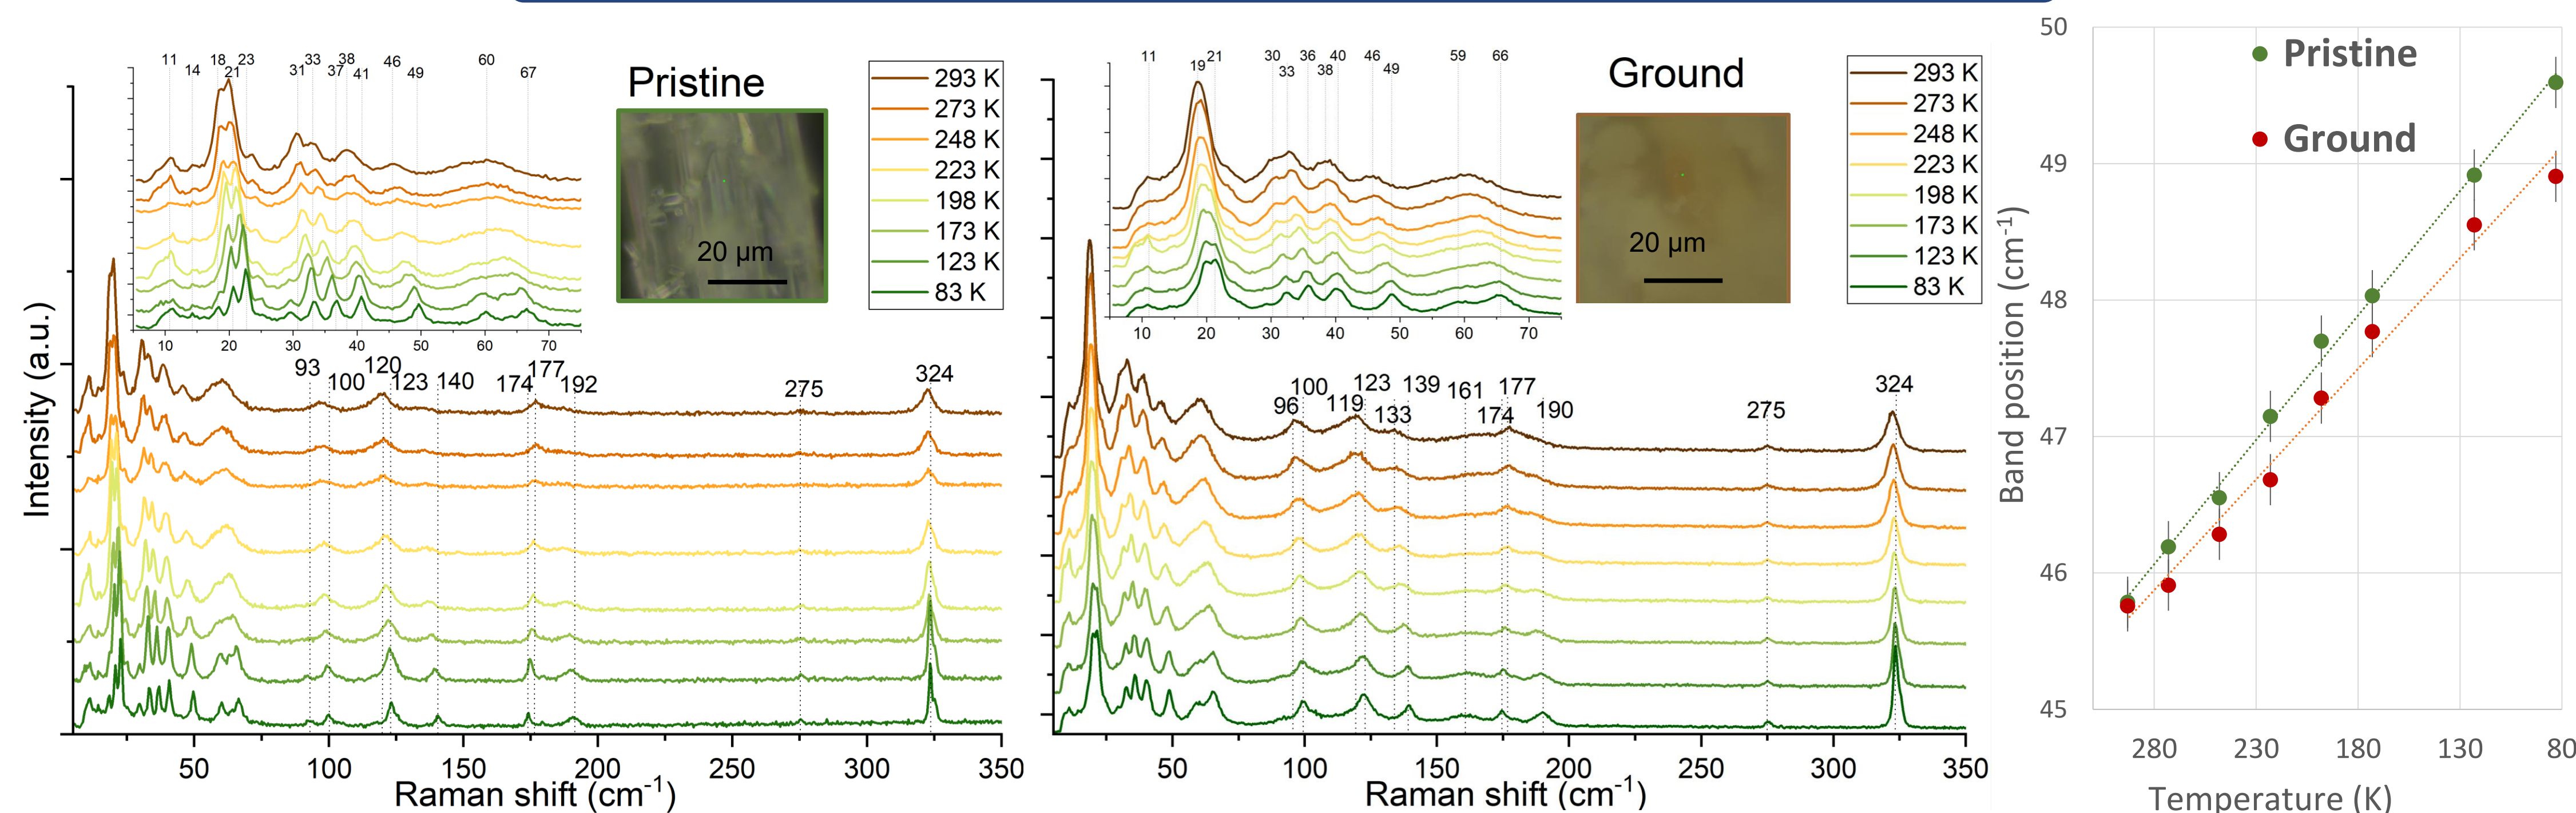 Pristine
11 14 18 21 23 31 33 37 38 41 46 49 60 67
10 20 30 40 50 60 70
20 µm
293 K
273 K
248 K
223 K
198 K
173 K
123 K
83 K
93 100 120 123 140 174 177 192 275 324
Intensity (a.u.)
50 100 150 200 250 300 350
Raman shift (cm⁻¹)
Ground
11 19 21 30 33 36 38 40 46 49 59 66
10 20 30 40 50 60 70
20 µm
293 K
273 K
248 K
223 K
198 K
173 K
123 K
83 K
96 100 119 123 133 139 161 174 177 190 275 324
50 100 150 200 250 300 350
Raman shift (cm⁻¹)
Pristine
Ground
50
49
48
47
46
45
Band position (cm⁻¹)
280 230 180 130 80
Temperature (K)